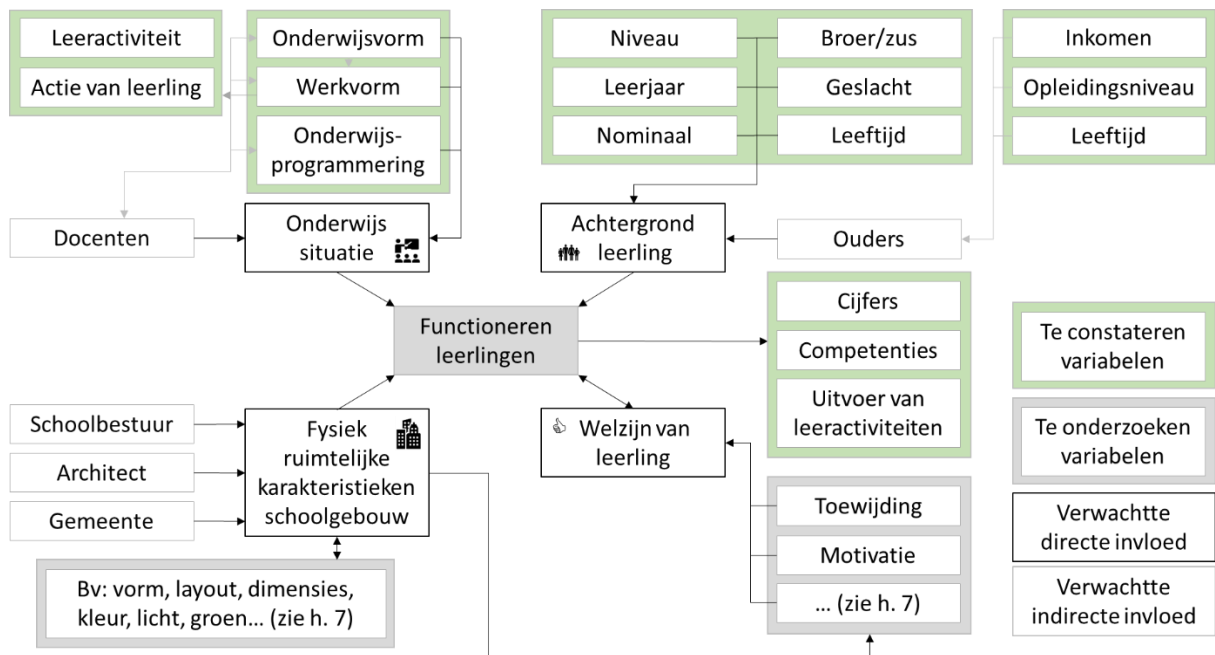 Leeractiviteit
Actie van leerling
Onderwijsvorm
Werkvorm
Onderwijs-
programmering
Niveau
Leerjaar
Nominaal
Broer/zus
Geslacht
Leeftijd
Inkomen
Opleidingsniveau
Leeftijd
Docenten
Onderwijs
situatie
Achtergrond
leerling
Ouders
Functioneren
leerlingen
Cijfers
Competenties
Uitvoer van
leeractiviteiten
Te constateren
variabelen
Schoolbestuur
Architect
Gemeente
Fysiek
ruimtelijke
karakteristieken
schoolgebouw
Welzijn van
leerling
Te onderzoeken
variabelen
Toewijding
Motivatie
... (zie h. 7)
Verwachtte
directe invloed
Bv: vorm, layout, dimensies,
kleur, licht, groen... (zie h. 7)
Verwachtte
indirecte invloed